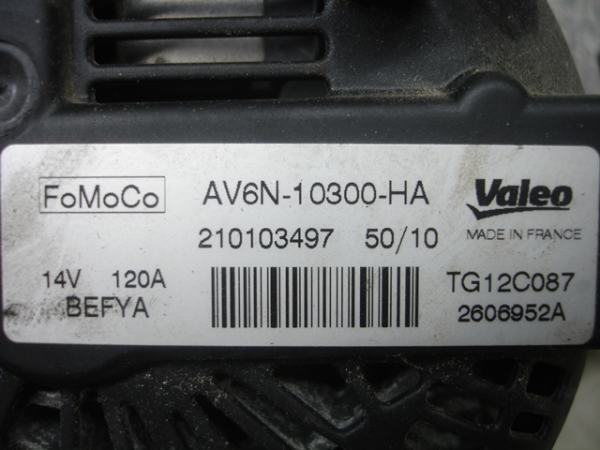 FoMoCo AV6N-10300-HA Valeo
210103497 50/10 MADE IN FRANCE
14V 120A TG12C087
BEFYA 2606952A